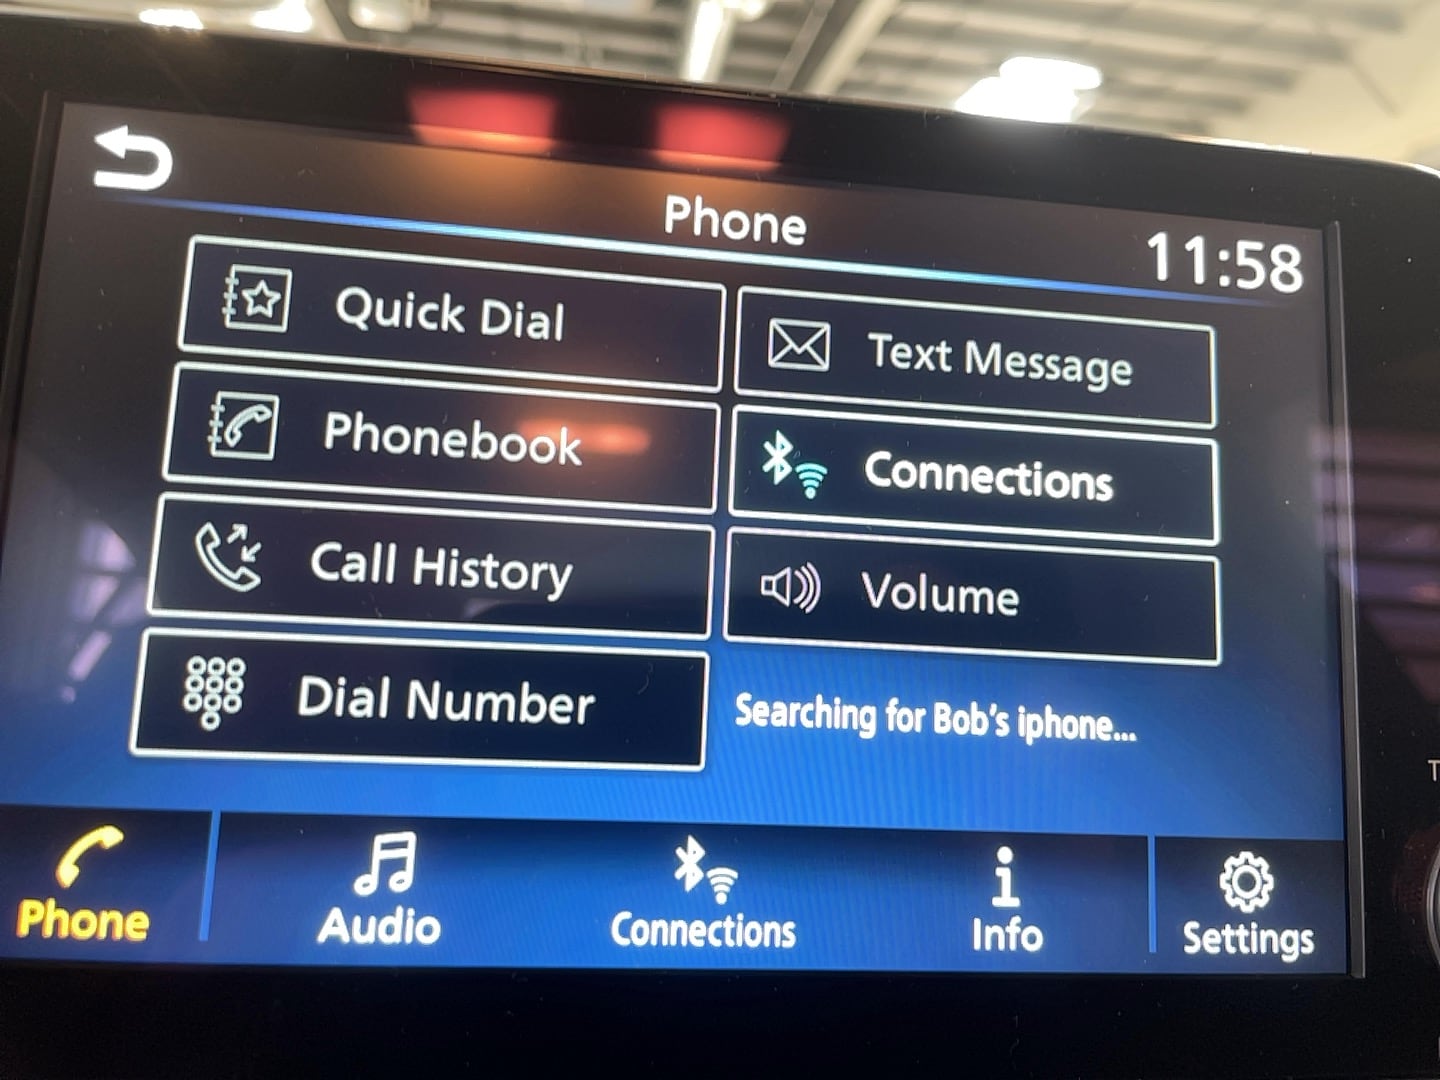 Phone
11:58
Quick Dial
Text Message
Phonebook
Connections
Call History
Volume
Dial Number
Searching for Bob's iphone...
Phone
Audio
Connections
Info
Settings